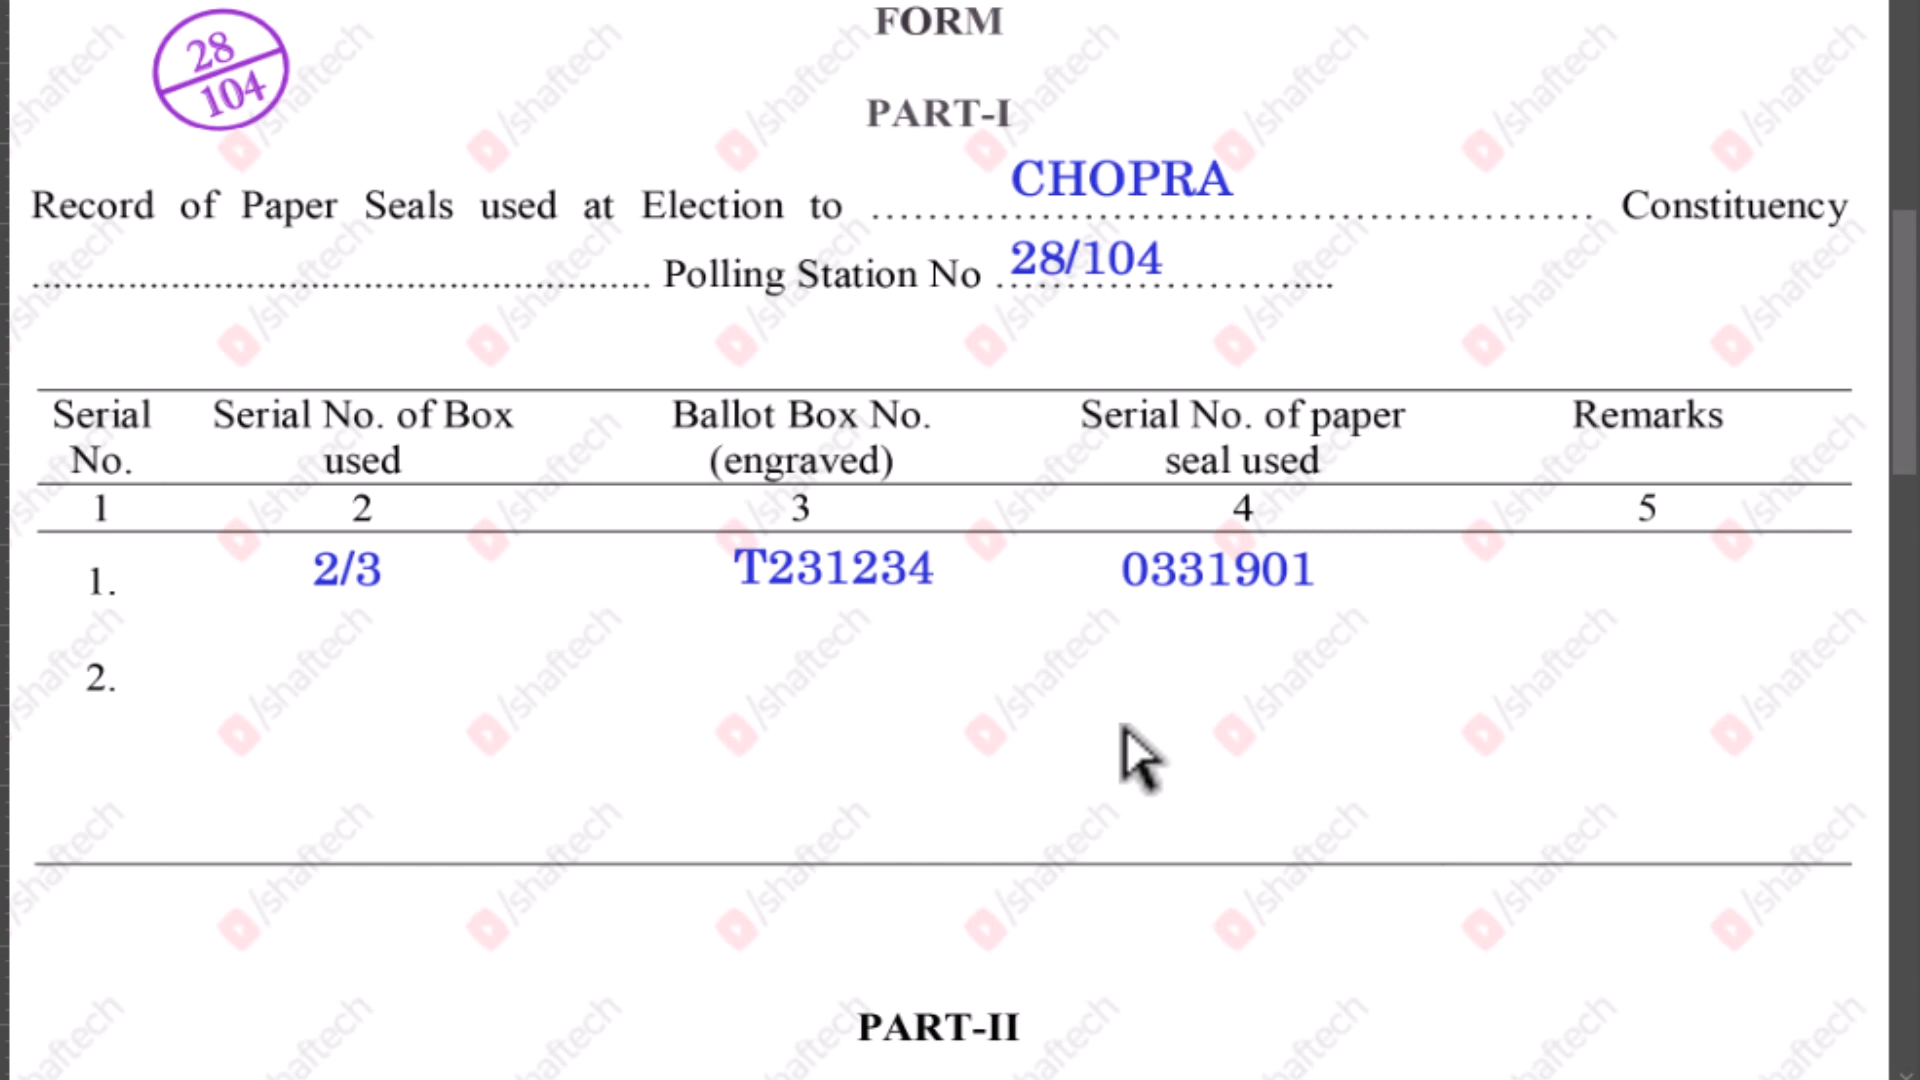 28
104
FORM
PART-I
Record of Paper Seals used at Election to CHOPRA ........................................ Constituency
........................................ Polling Station No 28/104 ........................
Serial No. Serial No. of Box used Ballot Box No. (engraved) Serial No. of paper seal used Remarks
1 2 3 4 5
1. 2/3 T231234 0331901
2.
PART-II
/shaftech